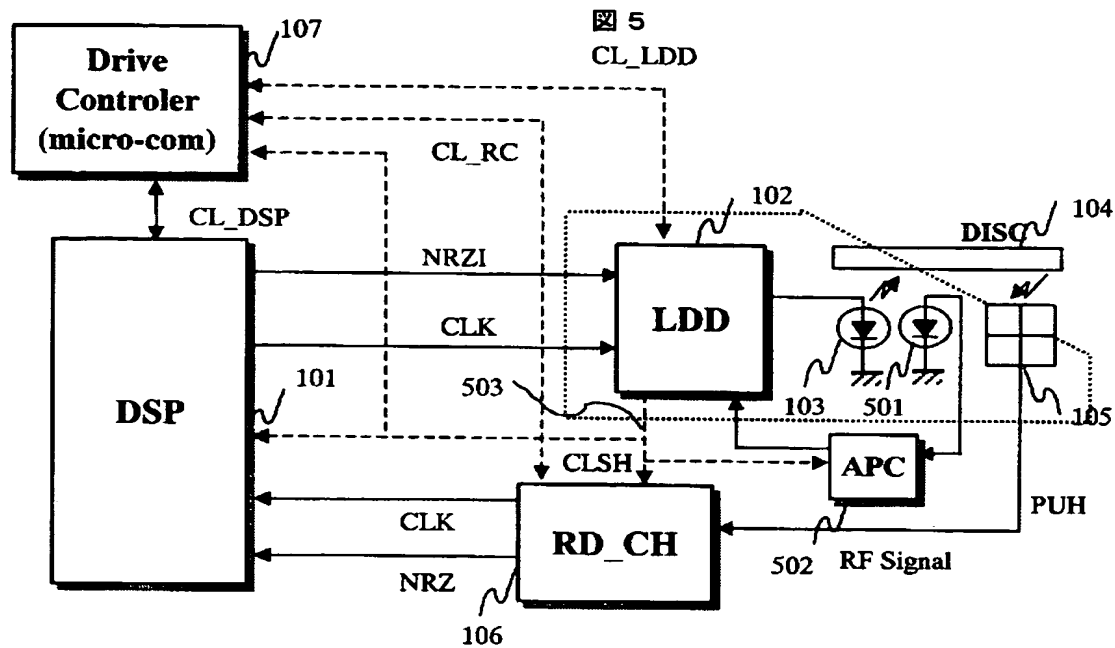 図 5
107
Drive
Controler
(micro-com)
CL_LDD
CL_RC
CL_DSP
102
104
DISC
NRZI
LDD
CLK
101
DSP
503
103
501
105
CLSH
APC
CLK
RD_CH
PUH
502
RF Signal
NRZ
106